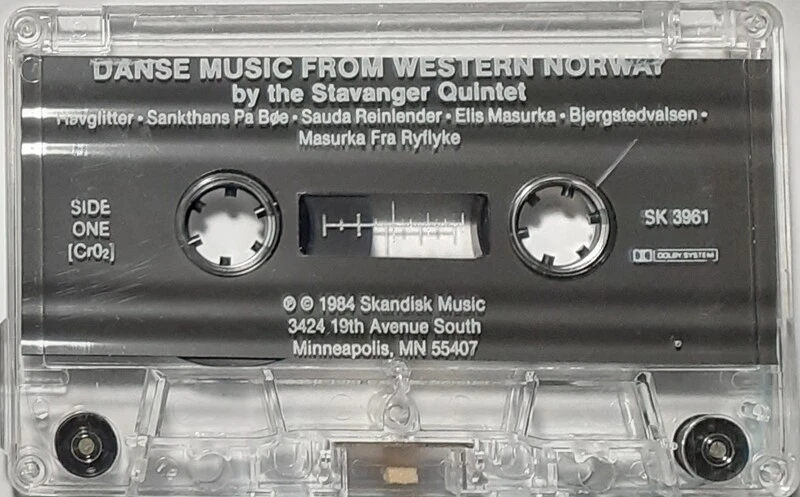 DANSE MUSIC FROM WESTERN NORWAY
by the Stavanger Quintet
Havglitter • Sankthans Pa Bøe • Sauda Reinlender • Elis Masurka • Bjergstedvalsen •
Masurka Fra Ryflyke
SIDE
ONE
[CrO₂]
SK 3961
DOLBY SYSTEM
℗ © 1984 Skandisk Music
3424 19th Avenue South
Minneapolis, MN 55407